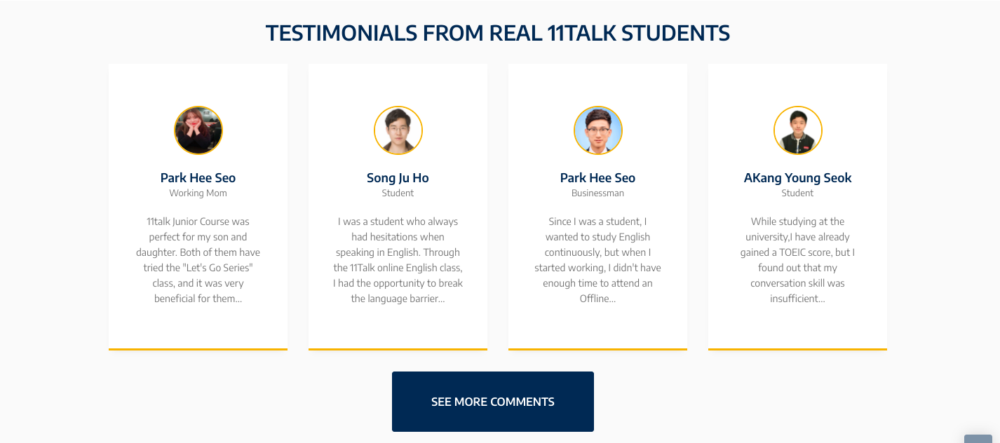 TESTIMONIALS FROM REAL 11TALK STUDENTS
Park Hee Seo
Working Mom
11talk Junior Course was
perfect for my son and
daughter. Both of them have
tried the "Let's Go Series"
class, and it was very
beneficial for them...
Song Ju Ho
Student
I was a student who always
had hesitations when
speaking in English. Through
the 11Talk online English class,
I had the opportunity to break
the language barrier...
Park Hee Seo
Businessman
Since I was a student, I
wanted to study English
continuously, but when I
started working, I didn't have
enough time to attend an
Offline...
AKang Young Seok
Student
While studying at the
university,I have already
gained a TOEIC score, but I
found out that my
conversation skill was
insufficient...
SEE MORE COMMENTS